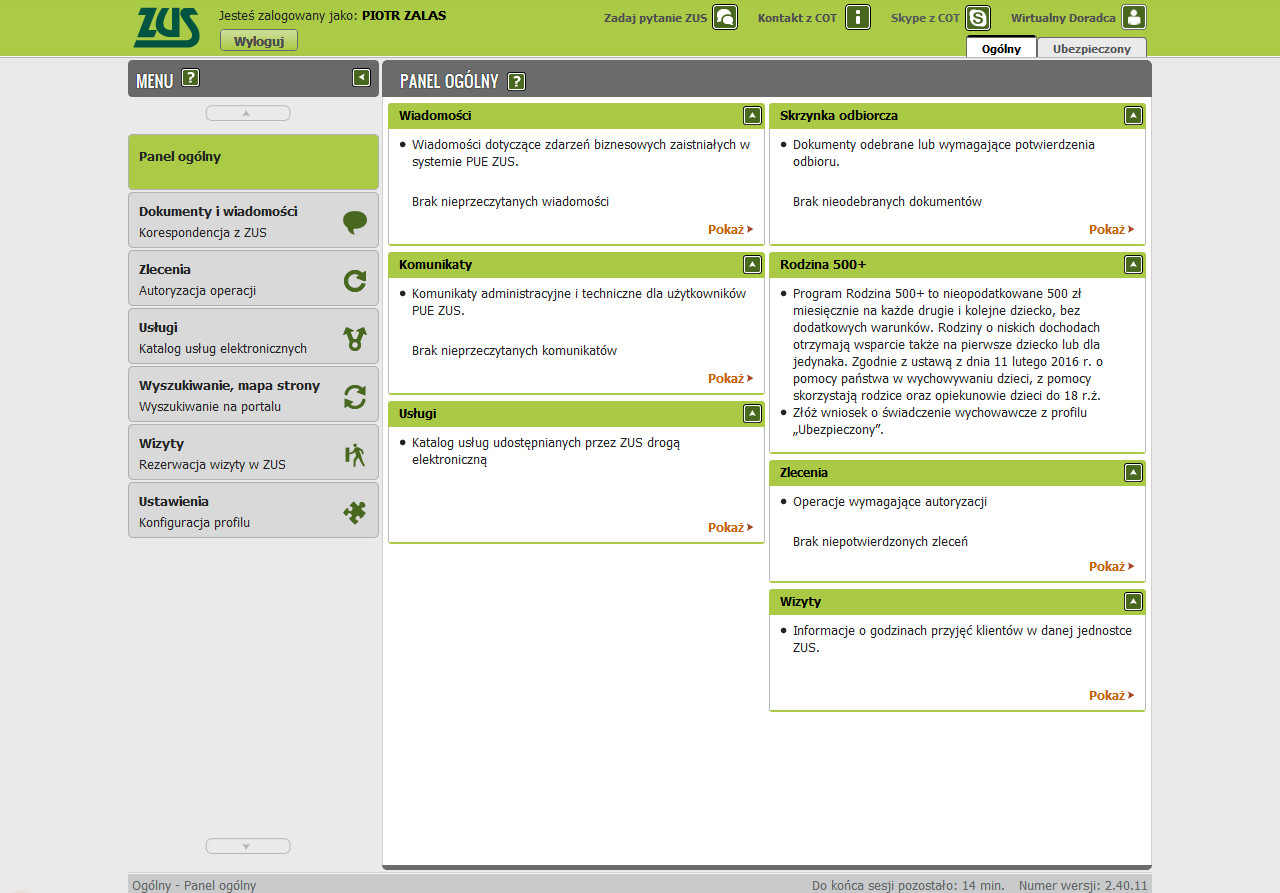 ZUS
Jesteś zalogowany jako: PIOTR ZALAS
Wyloguj
Zadaj pytanie ZUS
Kontakt z COT
Skype z COT
Wirtualny Doradca
Ogólny
Ubezpieczony
MENU ?
Panel ogólny
Dokumenty i wiadomości
Korespondencja z ZUS
Zlecenia
Autoryzacja operacji
Usługi
Katalog usług elektronicznych
Wyszukiwanie, mapa strony
Wyszukiwanie na portalu
Wizyty
Rezerwacja wizyty w ZUS
Ustawienia
Konfiguracja profilu
PANEL OGÓLNY ?
Wiadomości
• Wiadomości dotyczące zdarzeń biznesowych zaistniałych w
systemie PUE ZUS.
Brak nieprzeczytanych wiadomości
Pokaż
Komunikaty
• Komunikaty administracyjne i techniczne dla użytkowników
PUE ZUS.
Brak nieprzeczytanych komunikatów
Pokaż
Usługi
• Katalog usług udostępnianych przez ZUS drogą
elektroniczną
Pokaż
Skrzynka odbiorcza
• Dokumenty odebrane lub wymagające potwierdzenia
odbioru.
Brak nieodebranych dokumentów
Pokaż
Rodzina 500+
• Program Rodzina 500+ to nieopodatkowane 500 zł
miesięcznie na każde drugie i kolejne dziecko, bez
dodatkowych warunków. Rodziny o niskich dochodach
otrzymają wsparcie także na pierwsze dziecko lub dla
jedynaka. Zgodnie z ustawą z dnia 11 lutego 2016 r. o
pomocy państwa w wychowywaniu dzieci, z pomocy
skorzystają rodzice oraz opiekunowie dzieci do 18 r.ż.
• Złóż wniosek o świadczenie wychowawcze z profilu
„Ubezpieczony”.
Zlecenia
• Operacje wymagające autoryzacji
Brak niepotwierdzonych zleceń
Pokaż
Wizyty
• Informacje o godzinach przyjęć klientów w danej jednostce
ZUS.
Pokaż
Ogólny - Panel ogólny
Do końca sesji pozostało: 14 min.
Numer wersji: 2.40.11